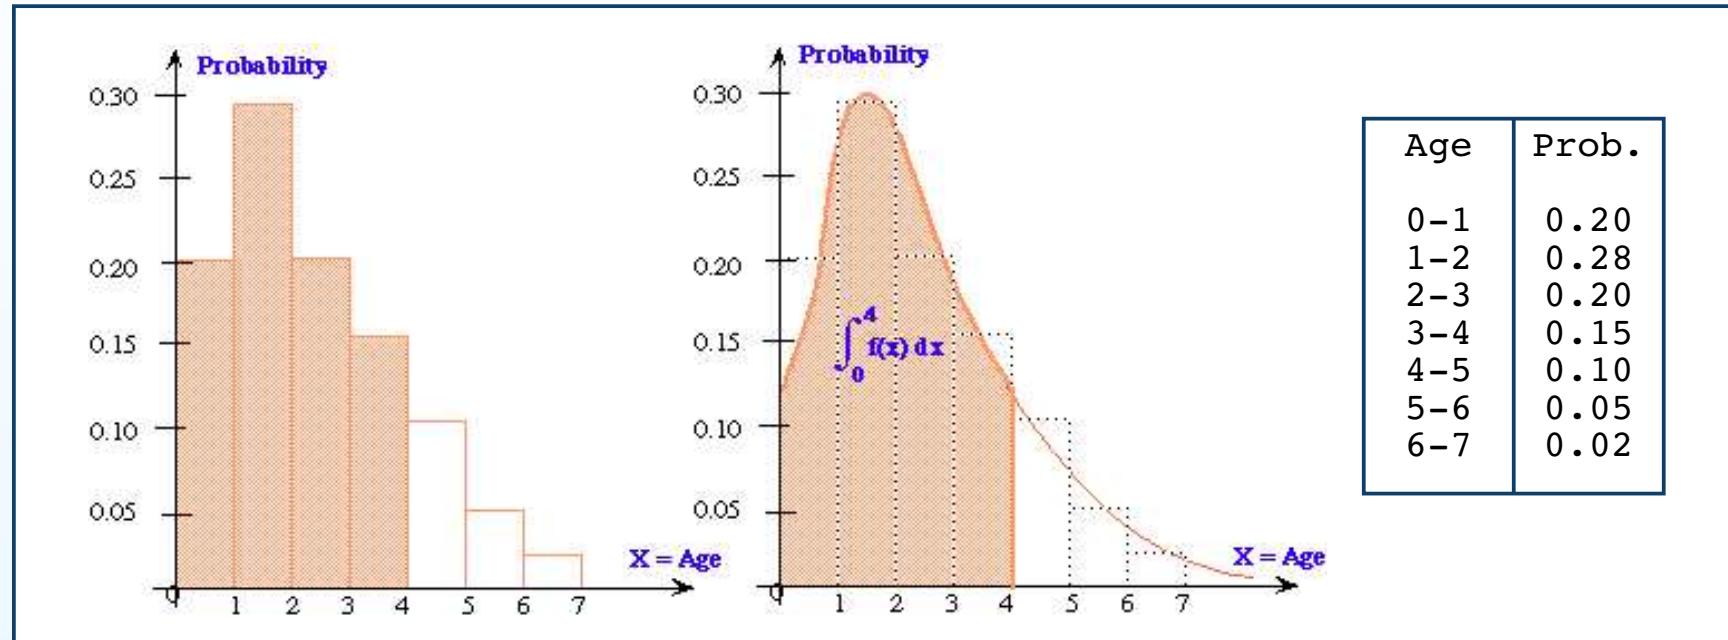 Probability
0.30
0.25
0.20
0.15
0.10
0.05
X = Age
0
1 2 3 4 5 6 7
Probability
0.30
0.25
0.20
0.15
0.10
0.05
∫₀⁴ f(x) dx
X = Age
0
1 2 3 4 5 6 7
Age Prob.
0-1 0.20
1-2 0.28
2-3 0.20
3-4 0.15
4-5 0.10
5-6 0.05
6-7 0.02